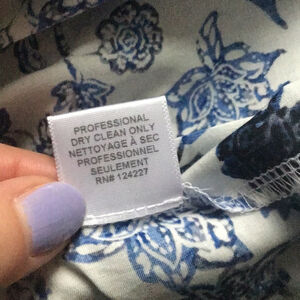 PROFESSIONAL
DRY CLEAN ONLY
NETTOYAGE À SEC
PROFESSIONNEL
SEULEMENT
RN# 124227